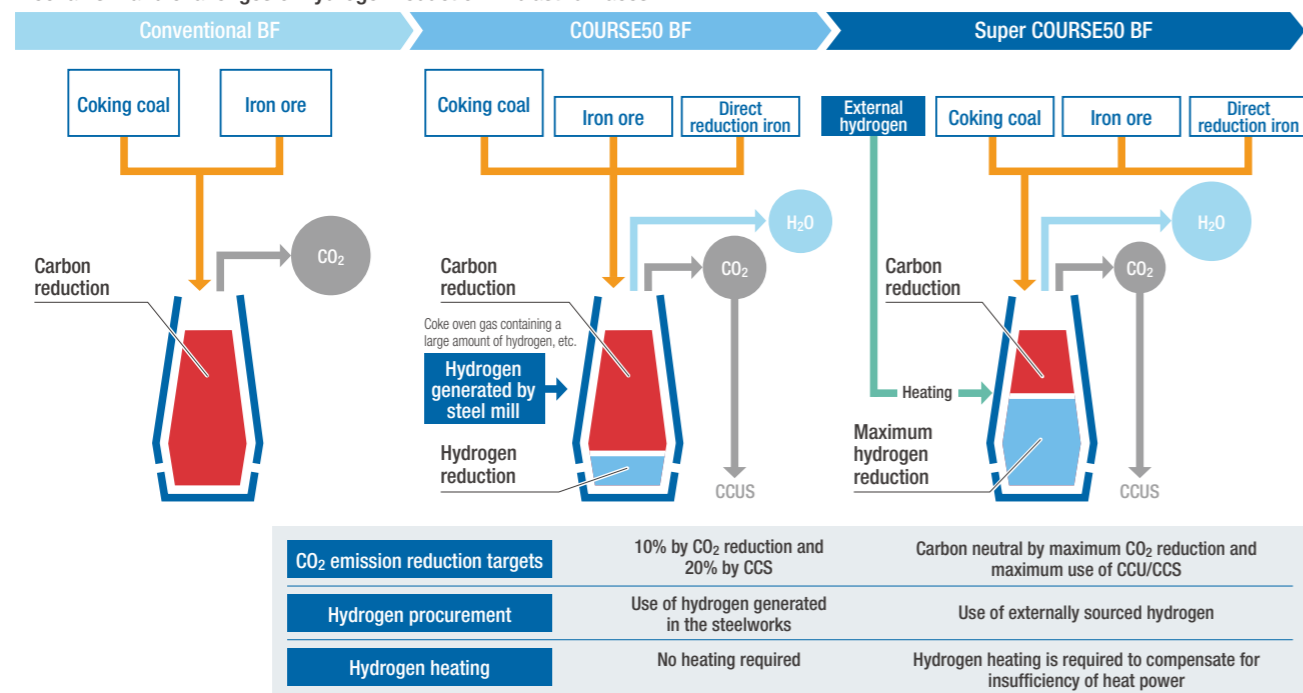 Conventional BF
COURSE50 BF
Super COURSE50 BF
Coking coal
Iron ore
Coking coal
Iron ore
Direct
reduction iron
External
hydrogen
Coking coal
Iron ore
Direct
reduction iron
CO₂
H₂O
CO₂
H₂O
CO₂
Carbon
reduction
Carbon
reduction
Carbon
reduction
Coke oven gas containing a
large amount of hydrogen, etc.
Hydrogen
generated by
steel mill
Heating
Hydrogen
reduction
Maximum
hydrogen
reduction
CCUS
CCUS
CO₂ emission reduction targets
10% by CO₂ reduction and
20% by CCS
Carbon neutral by maximum CO₂ reduction and
maximum use of CCU/CCS
Hydrogen procurement
Use of hydrogen generated
in the steelworks
Use of externally sourced hydrogen
Hydrogen heating
No heating required
Hydrogen heating is required to compensate for
insufficiency of heat power